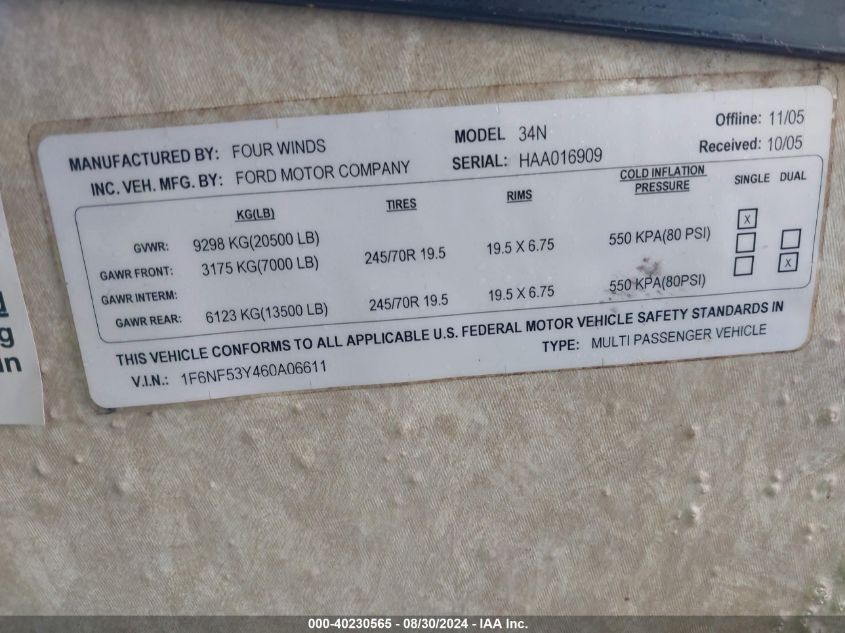 MANUFACTURED BY: FOUR WINDS MODEL 34N Offline: 11/05
INC. VEH. MFG. BY: FORD MOTOR COMPANY SERIAL: HAA016909 Received: 10/05
KG(LB) TIRES RIMS COLD INFLATION PRESSURE SINGLE DUAL
GVWR: 9298 KG(20500 LB) X
GAWR FRONT: 3175 KG(7000 LB) 245/70R 19.5 19.5 X 6.75 550 KPA(80 PSI)
GAWR INTERM: X
GAWR REAR: 6123 KG(13500 LB) 245/70R 19.5 19.5 X 6.75 550 KPA(80PSI)
THIS VEHICLE CONFORMS TO ALL APPLICABLE U.S. FEDERAL MOTOR VEHICLE SAFETY STANDARDS IN
V.I.N.: 1F6NF53Y460A06611 TYPE: MULTI PASSENGER VEHICLE
g
in
000-40230565 - 08/30/2024 - IAA Inc.